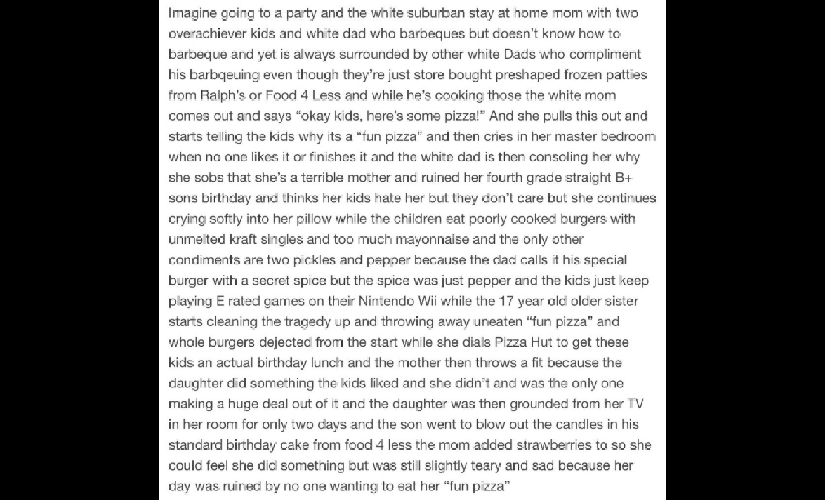 Imagine going to a party and the white suburban stay at home mom with two
overachiever kids and white dad who barbeques but doesn't know how to
barbeque and yet is always surrounded by other white Dads who compliment
his barbqeuing even though they're just store bought preshaped frozen patties
from Ralph's or Food 4 Less and while he's cooking those the white mom
comes out and says “okay kids, here's some pizza!” And she pulls this out and
starts telling the kids why its a “fun pizza” and then cries in her master bedroom
when no one likes it or finishes it and the white dad is then consoling her why
she sobs that she's a terrible mother and ruined her fourth grade straight B+
sons birthday and thinks her kids hate her but they don't care but she continues
crying softly into her pillow while the children eat poorly cooked burgers with
unmelted kraft singles and too much mayonnaise and the only other
condiments are two pickles and pepper because the dad calls it his special
burger with a secret spice but the spice was just pepper and the kids just keep
playing E rated games on their Nintendo Wii while the 17 year old older sister
starts cleaning the tragedy up and throwing away uneaten “fun pizza” and
whole burgers dejected from the start while she dials Pizza Hut to get these
kids an actual birthday lunch and the mother then throws a fit because the
daughter did something the kids liked and she didn't and was the only one
making a huge deal out of it and the daughter was then grounded from her TV
in her room for only two days and the son went to blow out the candles in his
standard birthday cake from food 4 less the mom added strawberries to so she
could feel she did something but was still slightly teary and sad because her
day was ruined by no one wanting to eat her “fun pizza”